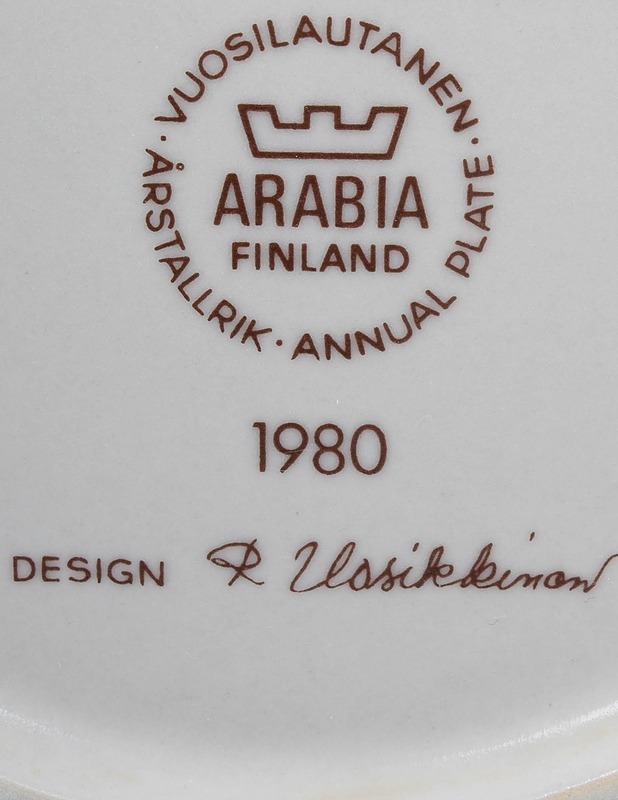 VUOSILAUTANEN · ANNUAL PLATE · ÅRSTALLRIK ·
ARABIA
FINLAND
1980
DESIGN R Uosikkinen